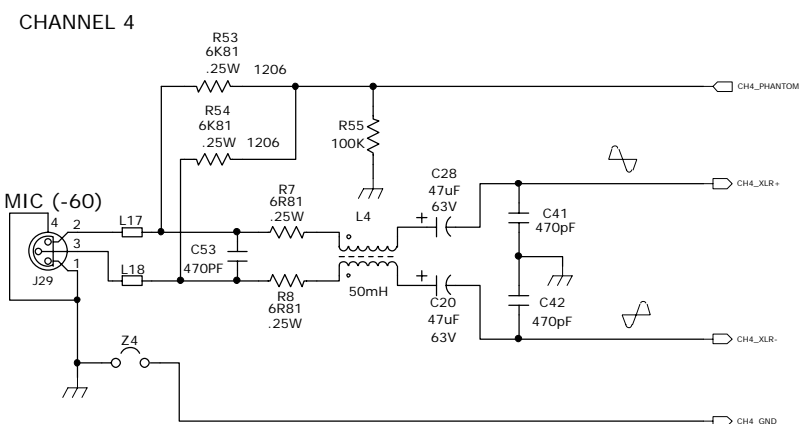 CHANNEL 4
R53
6K81
.25W 1206
CH4_PHANTOM
R54
6K81
.25W 1206
R55
100K
C28
47uF
63V
CH4_XLR+
MIC (-60)
4
2
3
1
J29
L17
L18
C53
470PF
R7
6R81
.25W
L4
+
C41
470pF
R8
6R81
.25W
50mH
+
C20
47uF
63V
C42
470pF
CH4_XLR-
Z4
CH4_GND